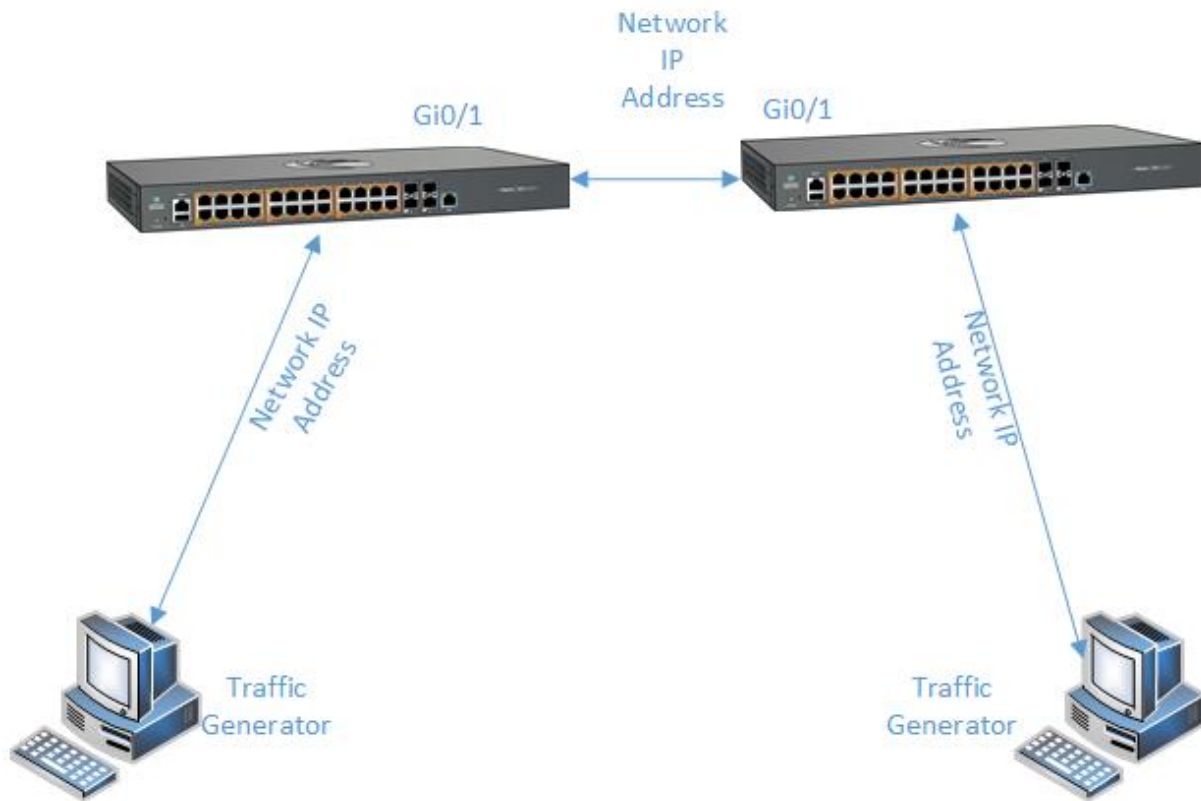 Network
IP
Address
Gi0/1
Gi0/1
Network IP
Address
Network IP
Address
Traffic
Generator
Traffic
Generator